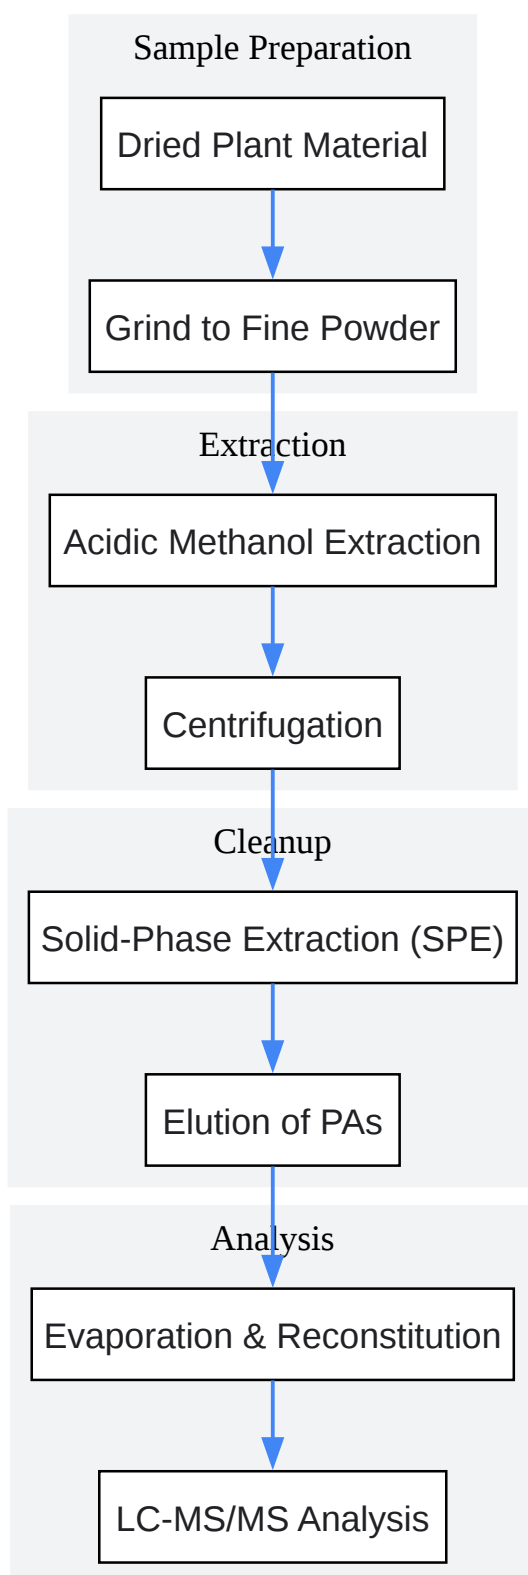 Sample Preparation
Dried Plant Material
Grind to Fine Powder
Extraction
Acidic Methanol Extraction
Centrifugation
Cleanup
Solid-Phase Extraction (SPE)
Elution of PAs
Analysis
Evaporation & Reconstitution
LC-MS/MS Analysis